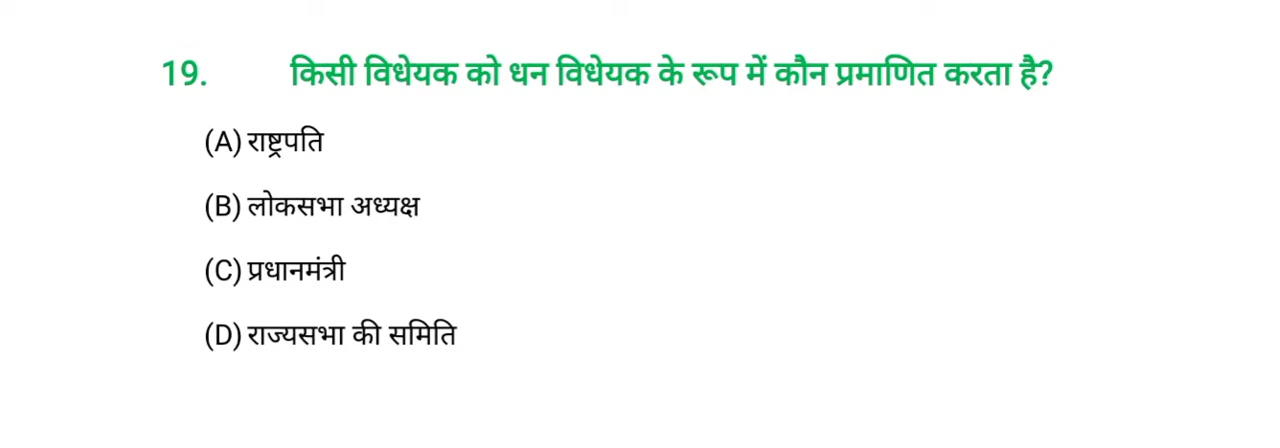 19. किसी विधेयक को धन विधेयक के रूप में कौन प्रमाणित करता है?
(A) राष्ट्रपति
(B) लोकसभा अध्यक्ष
(C) प्रधानमंत्री
(D) राज्यसभा की समिति